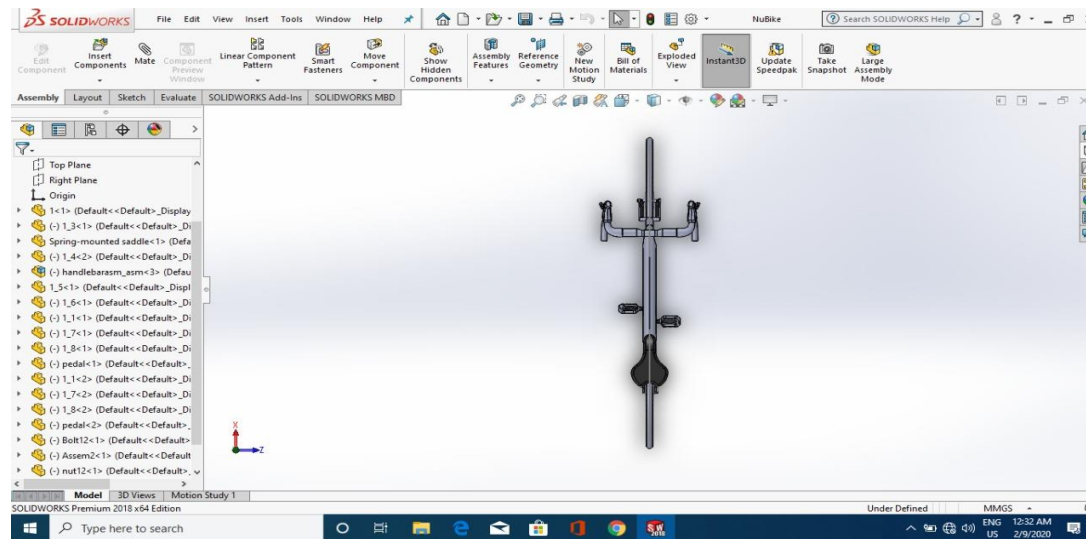 SOLIDWORKS File Edit View Insert Tools Window Help NuBike Search SOLIDWORKS Help
Edit Component
Insert Components
Mate
Component Preview Window
Linear Component Pattern
Smart Fasteners
Move Component
Show Hidden Components
Assembly Features
Reference Geometry
New Motion Study
Bill of Materials
Exploded View
Instant3D
Update Speedpak
Take Snapshot
Large Assembly Mode
Assembly Layout Sketch Evaluate SOLIDWORKS Add-Ins SOLIDWORKS MBD
Top Plane
Right Plane
Origin
1<1> (Default<<Default>_Display
(-) 1_3<1> (Default<<Default>_Di
Spring-mounted saddle<1> (Defa
(-) 1_4<2> (Default<<Default>_Di
(-) handlebarasm_asm<3> (Defau
1_5<1> (Default<<Default>_Displ
(-) 1_6<1> (Default<<Default>_Di
(-) 1_1<1> (Default<<Default>_Di
(-) 1_7<1> (Default<<Default>_Di
(-) 1_8<1> (Default<<Default>_Di
(-) pedal<1> (Default<<Default>_
(-) 1_1<2> (Default<<Default>_Di
(-) 1_7<2> (Default<<Default>_Di
(-) 1_8<2> (Default<<Default>_Di
(-) pedal<2> (Default<<Default>_
(-) Bolt12<1> (Default<<Default>
(-) Assem2<1> (Default<<Default
(-) nut12<1> (Default<<Default>_
X
Z
Model 3D Views Motion Study 1
SOLIDWORKS Premium 2018 x64 Edition Under Defined MMGS
Type here to search ENG 12:32 AM
US 2/9/2020